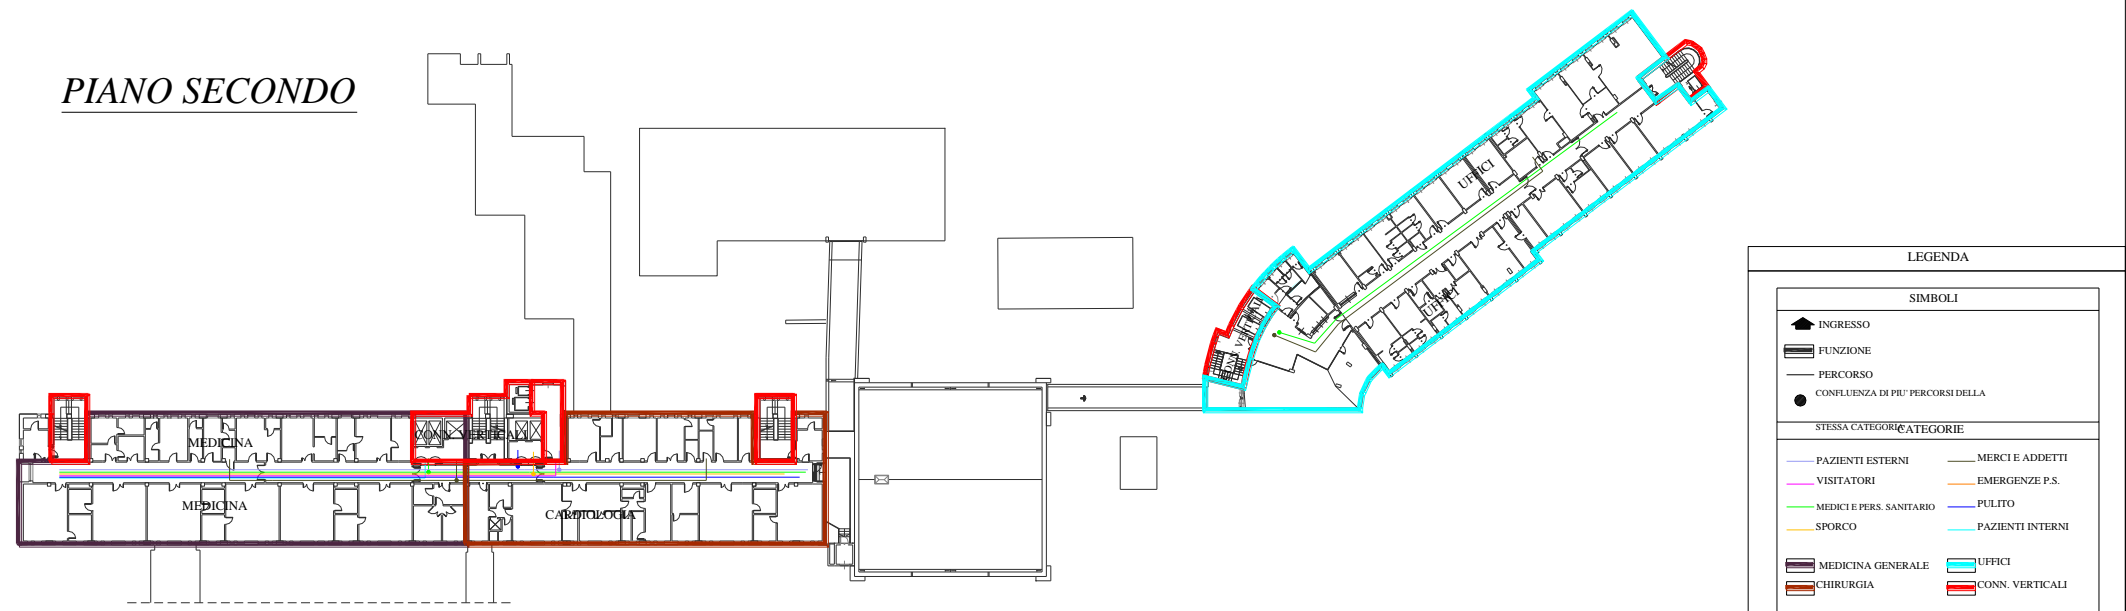 PIANO SECONDO
UFFICI
UFFICI
MEDICINA
CONN. VERTICALI
MEDICINA
CARDIOLOGIA
LEGENDA
SIMBOLI
INGRESSO
FUNZIONE
PERCORSO
CONFLUENZA DI PIU' PERCORSI DELLA
STESSA CATEGORIA
CATEGORIE
PAZIENTI ESTERNI
MERCI E ADDETTI
VISITATORI
EMERGENZE P.S.
MEDICI E PERS. SANITARIO
PULITO
SPORCO
PAZIENTI INTERNI
MEDICINA GENERALE
UFFICI
CHIRURGIA
CONN. VERTICALI